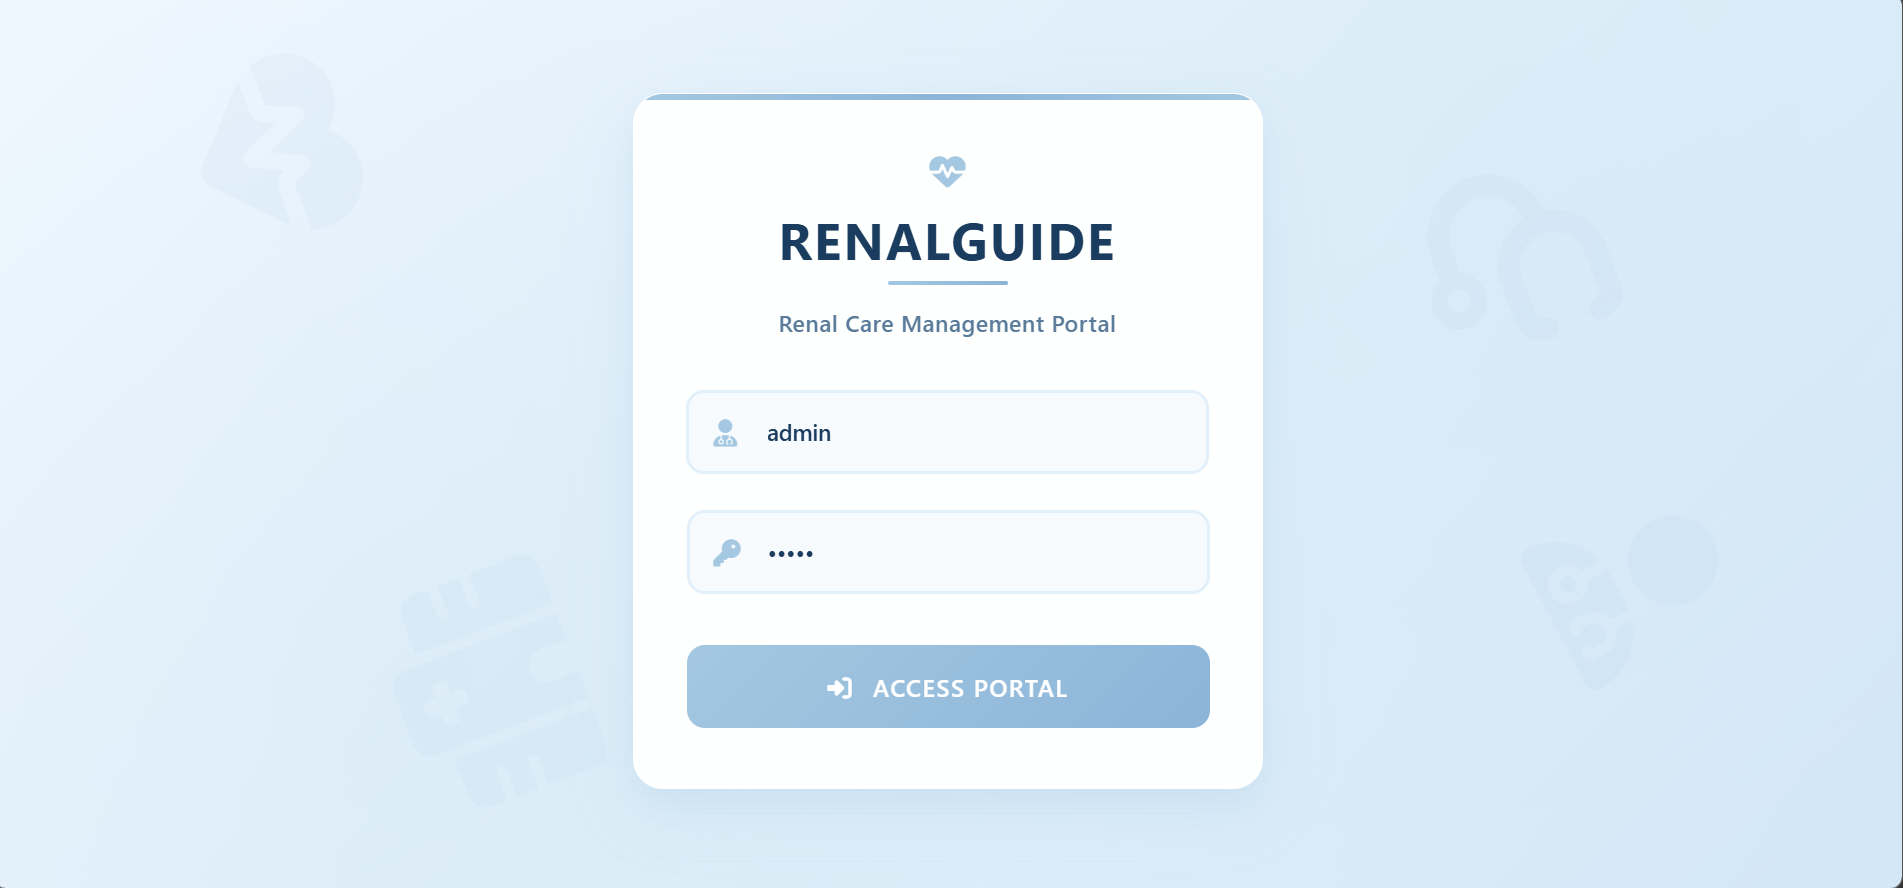 RENALGUIDE
Renal Care Management Portal
admin
•••••
ACCESS PORTAL